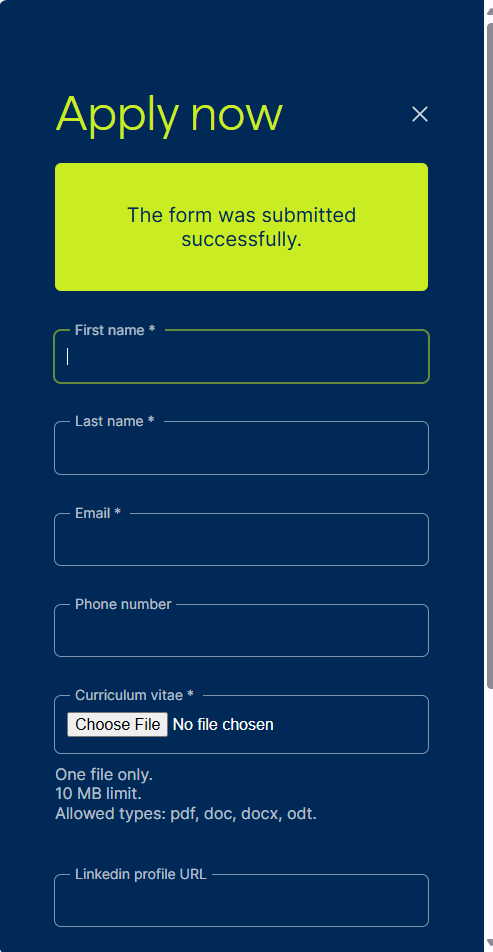 Apply now
The form was submitted
successfully.
First name *
Last name *
Email *
Phone number
Curriculum vitae *
Choose File No file chosen
One file only.
10 MB limit.
Allowed types: pdf, doc, docx, odt.
Linkedin profile URL